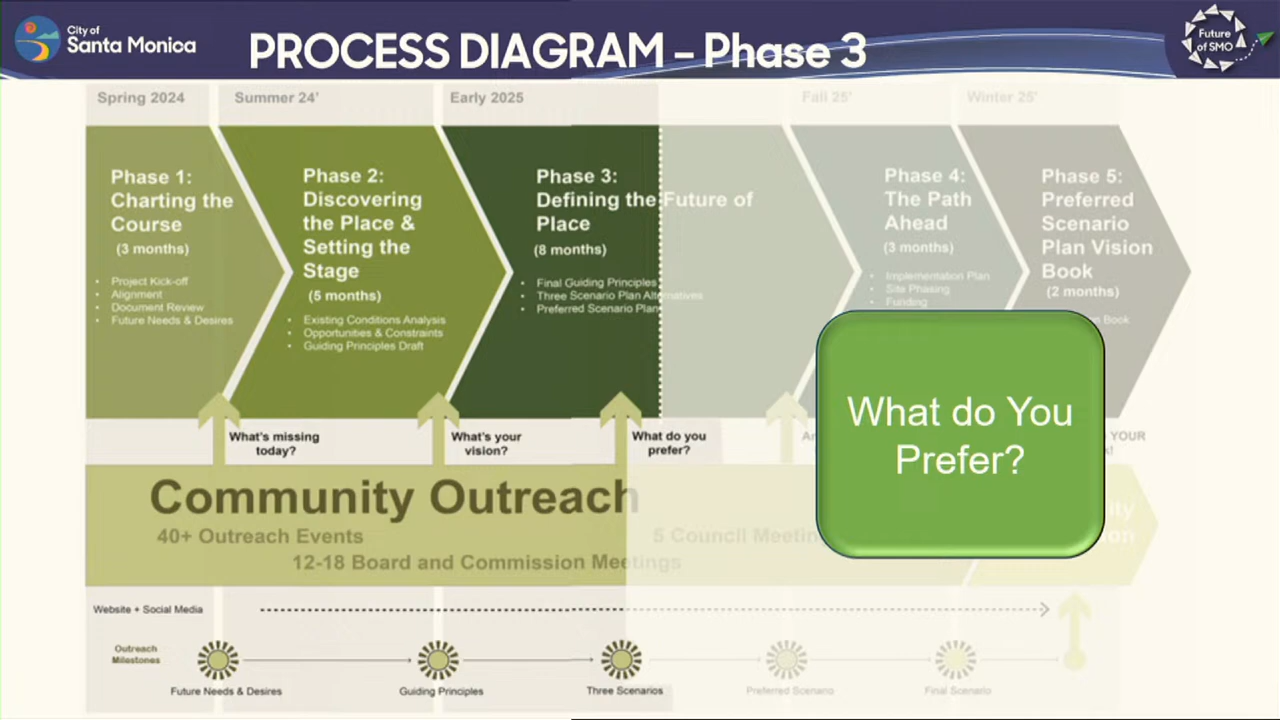 City of
Santa Monica
PROCESS DIAGRAM – Phase 3
Future
of SMO
Spring 2024
Summer 24'
Early 2025
Fall 25'
Winter 25'
Phase 1:
Charting the
Course
(3 months)
• Project Kick-off
• Alignment
• Document Review
• Future Needs & Desires
Phase 2:
Discovering
the Place &
Setting the
Stage
(5 months)
• Existing Conditions Analysis
• Opportunities & Constraints
• Guiding Principles Draft
Phase 3:
Defining the Future of
Place
(8 months)
• Final Guiding Principles
• Three Scenario Plan Alternatives
• Preferred Scenario Plan
Phase 4:
The Path
Ahead
(3 months)
• Implementation Plan
• Site Phasing
• Funding
Phase 5:
Preferred
Scenario
Plan Vision
Book
(2 months)
Book
What's missing
today?
What's your
vision?
What do you
prefer?
YOUR
What do You
Prefer?
Community Outreach
40+ Outreach Events
5 Council
12-18 Board and Commission Meetings
Website + Social Media
Outreach
Milestones
Future Needs & Desires
Guiding Principles
Three Scenarios
Preferred Scenario
Final Scenario